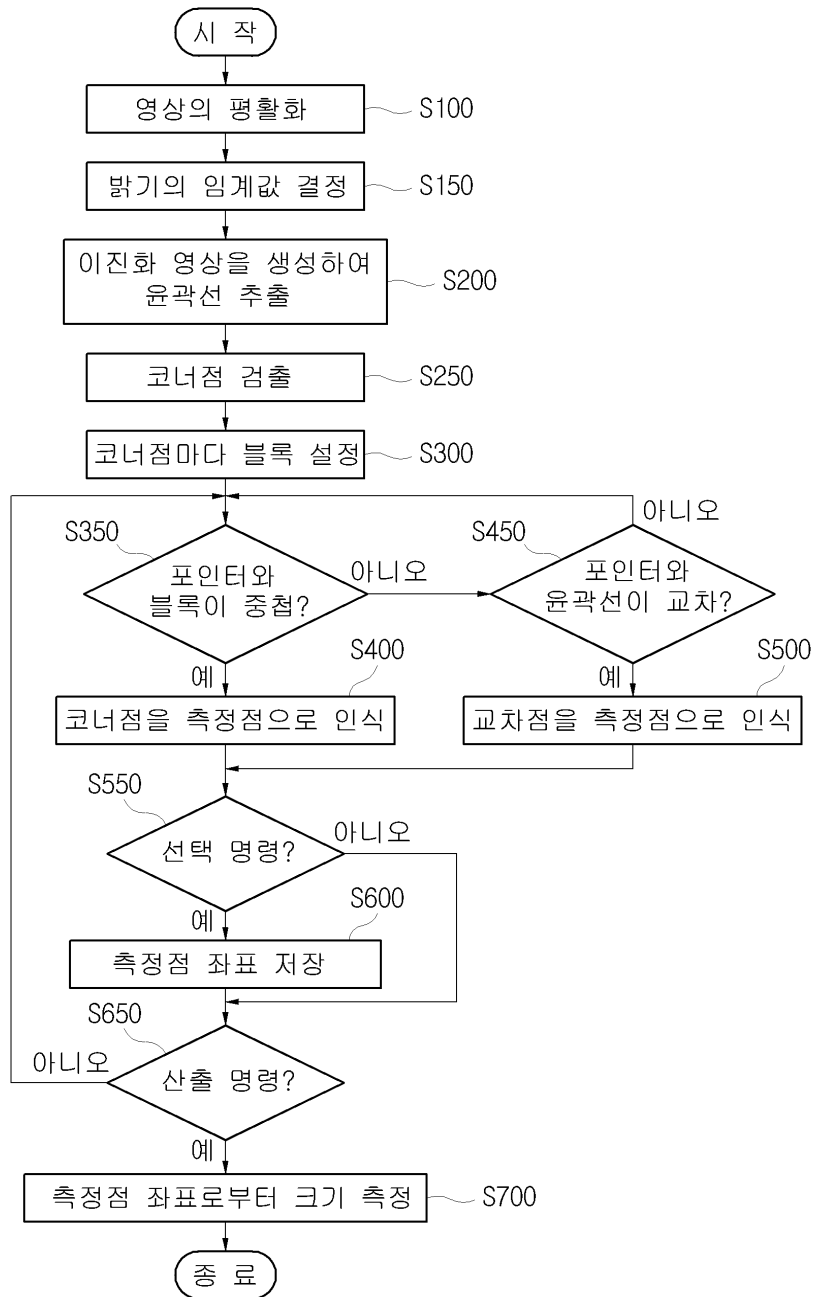 시 작
영상의 평활화
S100
밝기의 임계값 결정
S150
이진화 영상을 생성하여
윤곽선 추출
S200
코너점 검출
S250
코너점마다 블록 설정
S300
S350
포인터와
블록이 중첩?
아니오
예
S450
포인터와
윤곽선이 교차?
아니오
예
S400
코너점을 측정점으로 인식
S500
교차점을 측정점으로 인식
S550
선택 명령?
아니오
예
S600
측정점 좌표 저장
S650
산출 명령?
아니오
예
측정점 좌표로부터 크기 측정
S700
종 료